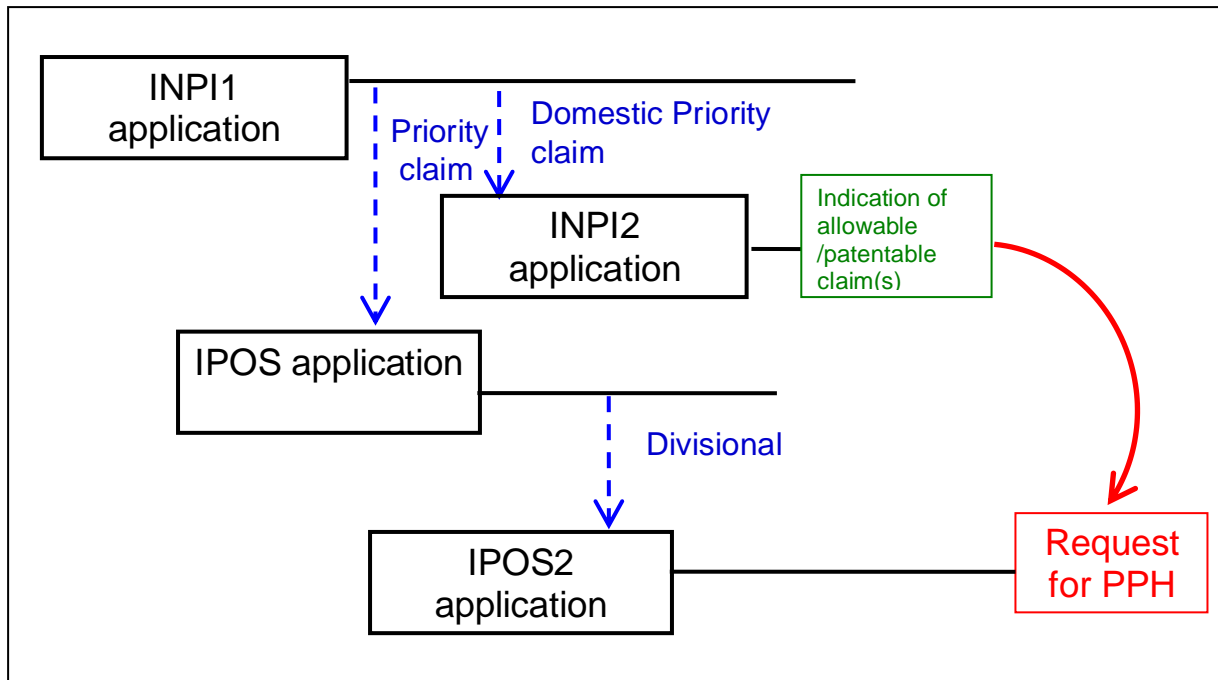 INPI1
application
Priority
claim
Domestic Priority
claim
INPI2
application
Indication of
allowable
/patentable
claim(s)
IPOS application
Divisional
IPOS2
application
Request
for PPH